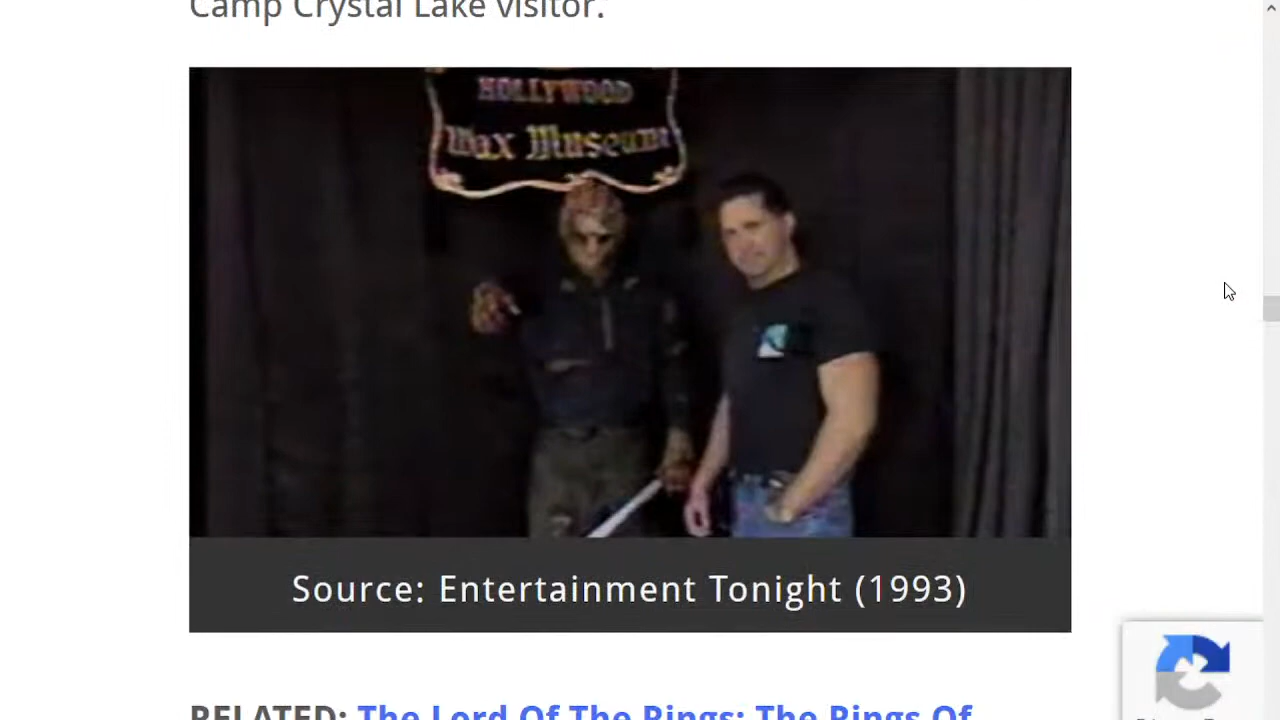 Camp Crystal Lake visitor.
HOLLYWOOD
Wax Museum
Source: Entertainment Tonight (1993)
RELATED: The Lord Of The Rings: The Rings Of